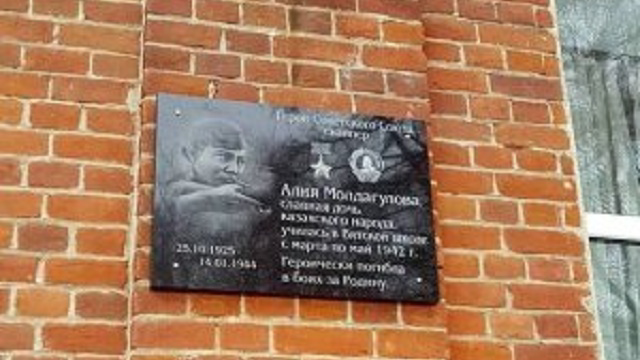 Герой Советского Союза
снайпер
Алия Молдагулова,
славная дочь
казахского народа,
училась в Вятской школе
с марта по май 1942 г.
Героически погибла
в боях за Родину.
25.10.1925
14.01.1944